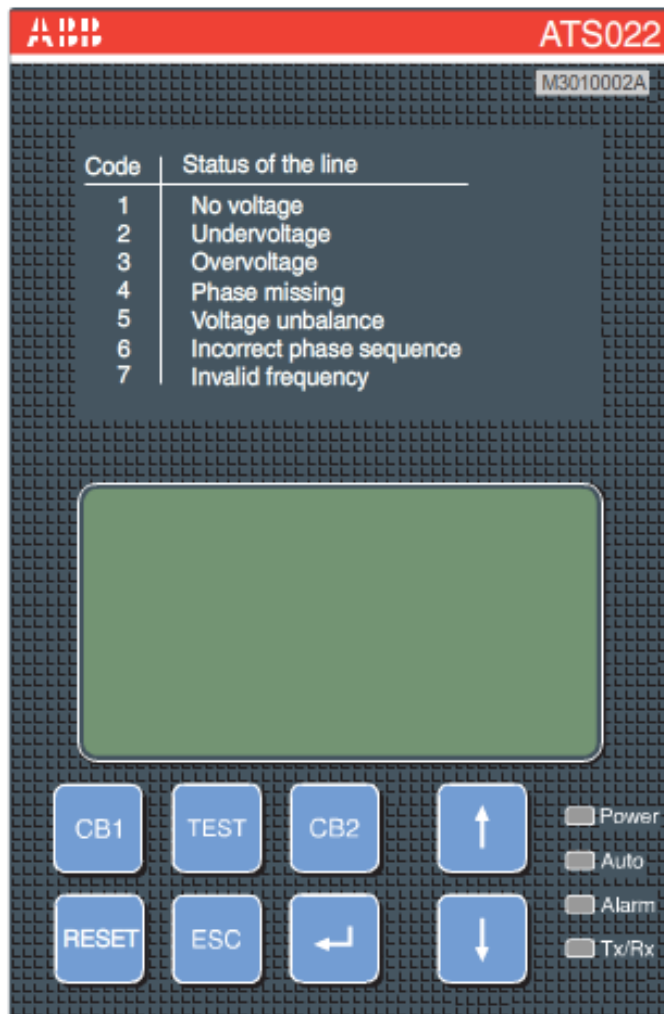 ABB ATS022
M3010002A
Code Status of the line
1 No voltage
2 Undervoltage
3 Overvoltage
4 Phase missing
5 Voltage unbalance
6 Incorrect phase sequence
7 Invalid frequency
CB1 TEST CB2 ↑ Power
Auto
Alarm
RESET ESC ↵ ↓ Tx/Rx